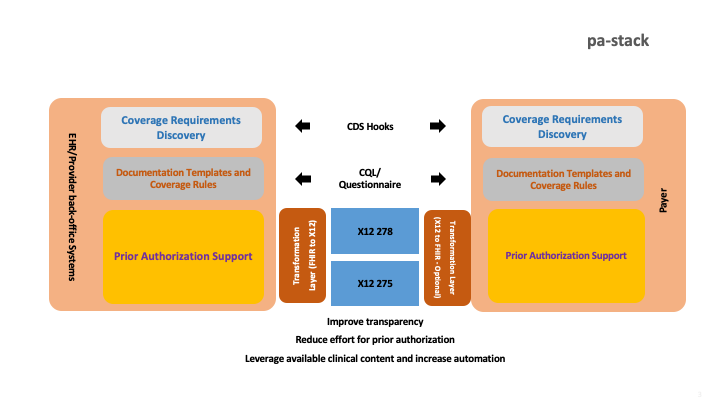 pa-stack
EHR/Provider back-office systems
Coverage Requirements
Discovery
Documentation Templates and
Coverage Rules
Prior Authorization Support
CDS Hooks
CQL/
Questionnaire
Transformation
Layer (FHIR to X12)
X12 278
X12 275
Transformation Layer
(X12 to FHIR - Optional)
Coverage Requirements
Discovery
Documentation Templates and
Coverage Rules
Prior Authorization Support
Payer
Improve transparency
Reduce effort for prior authorization
Leverage available clinical content and increase automation